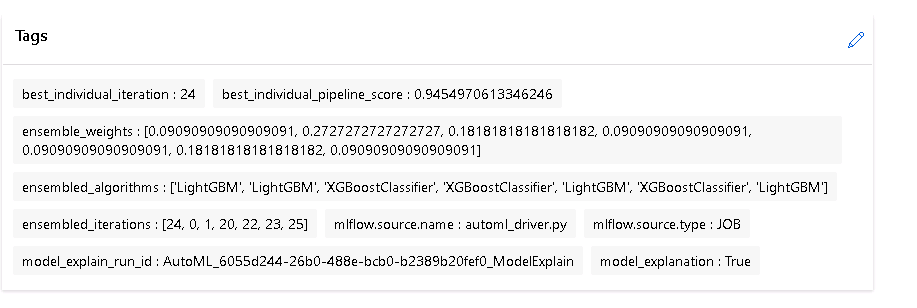 Tags
best_individual_iteration : 24 best_individual_pipeline_score : 0.9454970613346246
ensemble_weights : [0.09090909090909091, 0.2727272727272727, 0.18181818181818182, 0.09090909090909091,
0.09090909090909091, 0.18181818181818182, 0.09090909090909091]
ensembled_algorithms : ['LightGBM', 'LightGBM', 'XGBoostClassifier', 'XGBoostClassifier', 'LightGBM', 'XGBoostClassifier', 'LightGBM']
ensembled_iterations : [24, 0, 1, 20, 22, 23, 25] mlflow.source.name : automl_driver.py mlflow.source.type : JOB
model_explain_run_id : AutoML_6055d244-26b0-488e-bcb0-b2389b20fef0_ModelExplain model_explanation : True